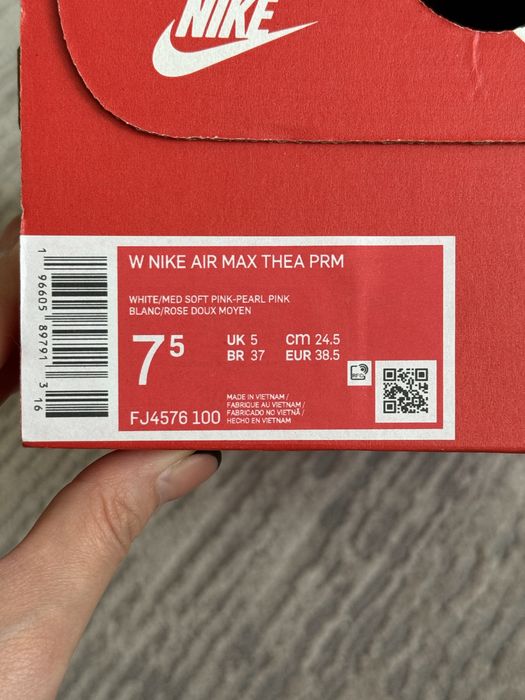 NIKE
W NIKE AIR MAX THEA PRM
WHITE/MED SOFT PINK-PEARL PINK
BLANC/ROSE DOUX MOYEN
7⁵
UK 5 cm 24.5
BR 37 EUR 38.5
RFID
FJ4576 100
MADE IN VIETNAM /
FABRIQUE AU VIETNAM /
FABRICADO NO VIETNÃ /
HECHO EN VIETNAM
1 96605 89791 3 16